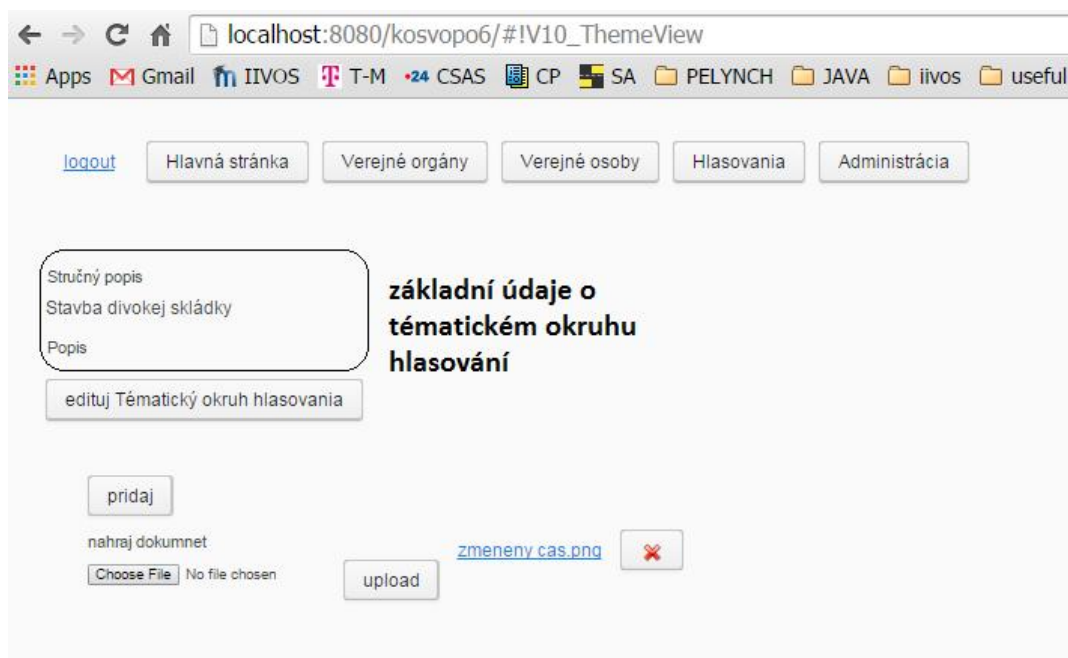 localhost:8080/kosvopo6/#!V10_ThemeView
Apps Gmail IIVOS T-M CSAS CP SA PELYNCH JAVA iivos useful
logout Hlavná stránka Verejné orgány Verejné osoby Hlasovania Administrácia
Stručný popis
Stavba divokej skládky
Popis
základní údaje o
tématickém okruhu
hlasování
edituj Tématický okruh hlasovania
pridaj
nahraj dokumnet
Choose File No file chosen
upload
zmeneny cas.png